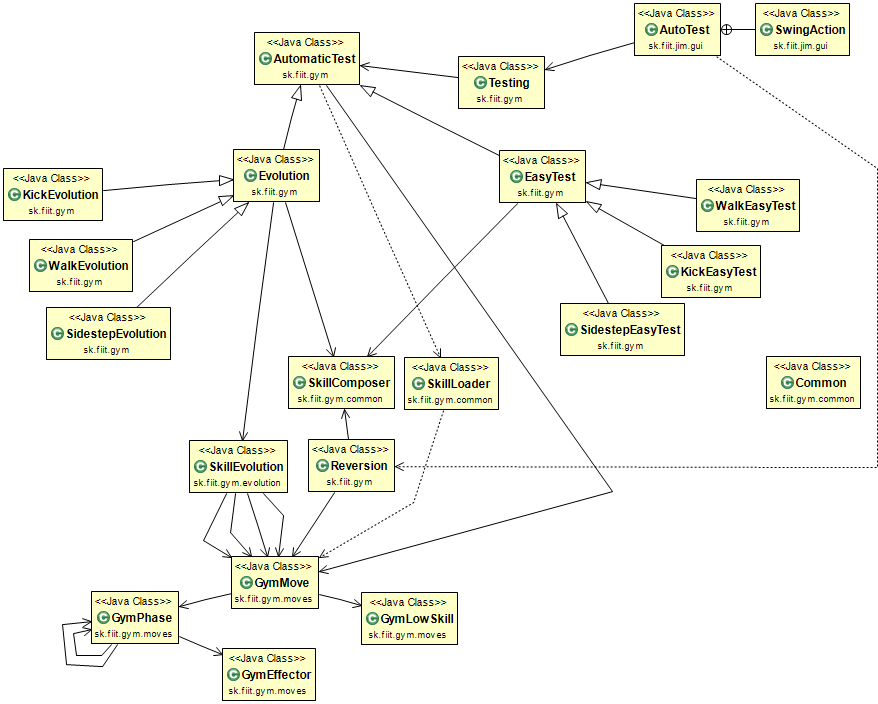 <<Java Class>>
AutoTest
sk.fiit.jim.gui
<<Java Class>>
SwingAction
sk.fiit.jim.gui
<<Java Class>>
AutomaticTest
sk.fiit.gym
<<Java Class>>
Testing
sk.fiit.gym
<<Java Class>>
Evolution
sk.fiit.gym
<<Java Class>>
EasyTest
sk.fiit.gym
<<Java Class>>
KickEvolution
sk.fiit.gym
<<Java Class>>
WalkEasyTest
sk.fiit.gym
<<Java Class>>
WalkEvolution
sk.fiit.gym
<<Java Class>>
KickEasyTest
sk.fiit.gym
<<Java Class>>
SidestepEvolution
sk.fiit.gym
<<Java Class>>
SidestepEasyTest
sk.fiit.gym
<<Java Class>>
SkillComposer
sk.fiit.gym.common
<<Java Class>>
SkillLoader
sk.fiit.gym.common
<<Java Class>>
Common
sk.fiit.gym.common
<<Java Class>>
SkillEvolution
sk.fiit.gym.evolution
<<Java Class>>
Reversion
sk.fiit.gym
<<Java Class>>
GymMove
sk.fiit.gym.moves
<<Java Class>>
GymPhase
sk.fiit.gym.moves
<<Java Class>>
GymLowSkill
sk.fiit.gym.moves
<<Java Class>>
GymEffector
sk.fiit.gym.moves